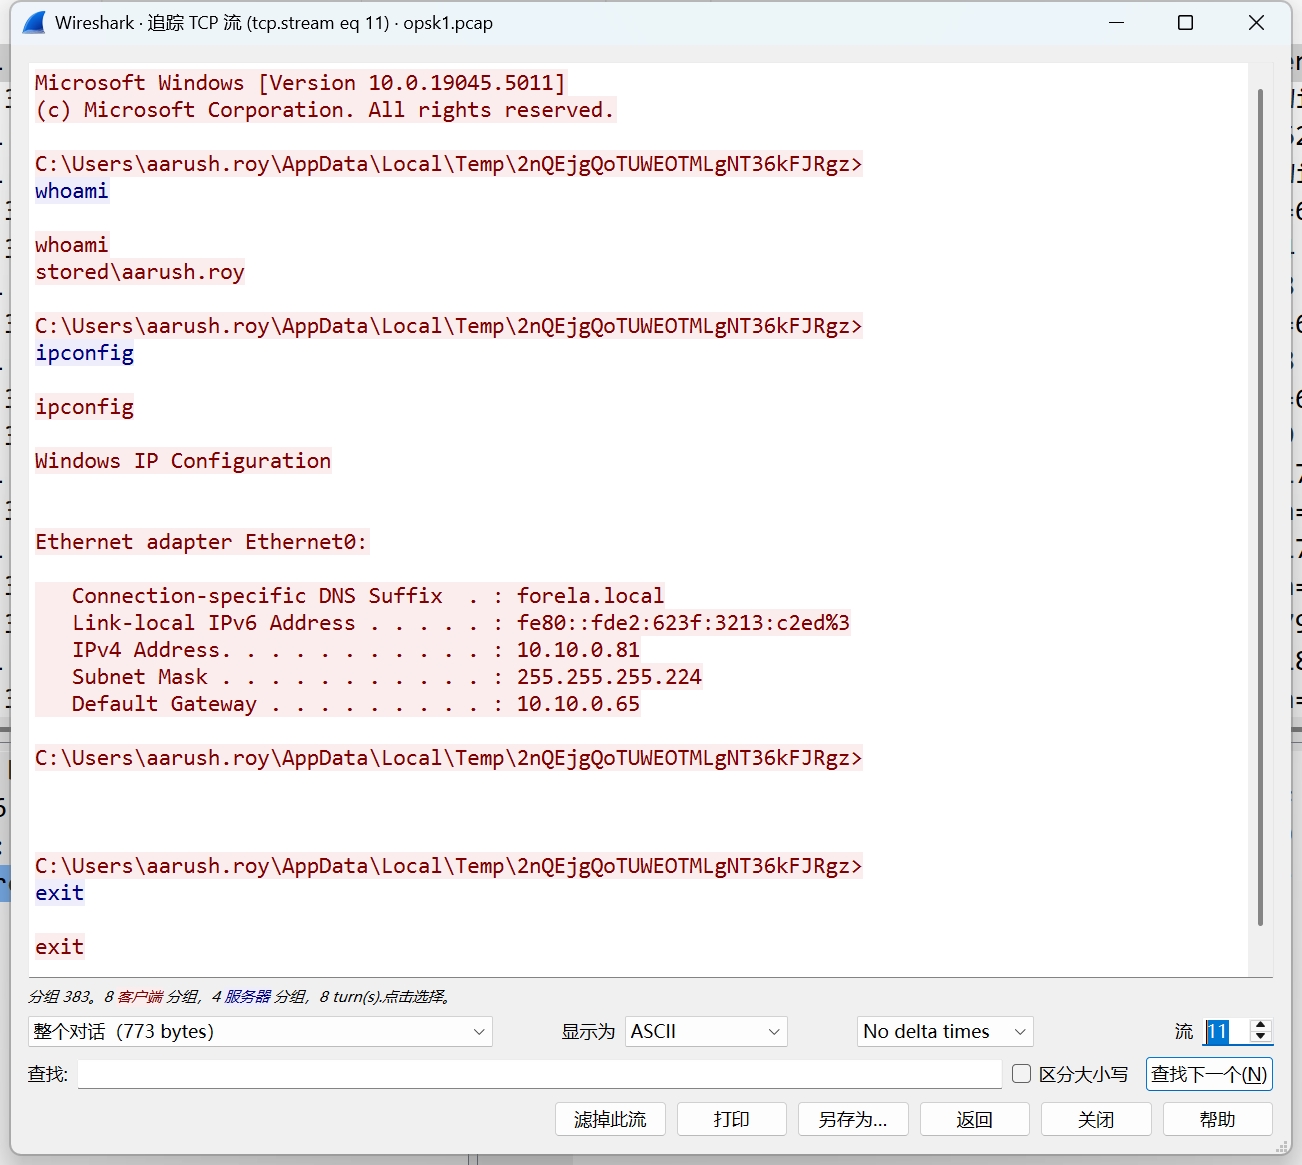 Wireshark · 追踪 TCP 流 (tcp.stream eq 11) · opsk1.pcap
Microsoft Windows [Version 10.0.19045.5011]
(c) Microsoft Corporation. All rights reserved.
C:\Users\aarush.roy\AppData\Local\Temp\2nQEjgQoTUWEOTMLgNT36kFJRgz>
whoami
whoami
stored\aarush.roy
C:\Users\aarush.roy\AppData\Local\Temp\2nQEjgQoTUWEOTMLgNT36kFJRgz>
ipconfig
ipconfig
Windows IP Configuration
Ethernet adapter Ethernet0:
Connection-specific DNS Suffix  . : forela.local
Link-local IPv6 Address . . . . . : fe80::fde2:623f:3213:c2ed%3
IPv4 Address. . . . . . . . . . . : 10.10.0.81
Subnet Mask . . . . . . . . . . . : 255.255.255.224
Default Gateway . . . . . . . . . : 10.10.0.65
C:\Users\aarush.roy\AppData\Local\Temp\2nQEjgQoTUWEOTMLgNT36kFJRgz>
C:\Users\aarush.roy\AppData\Local\Temp\2nQEjgQoTUWEOTMLgNT36kFJRgz>
exit
exit
分组 383。8 客户端 分组，4 服务器 分组，8 turn(s).点击选择。
整个对话（773 bytes） 显示为 ASCII No delta times 流 11
查找: 区分大小写 查找下一个(N)
滤掉此流 打印 另存为... 返回 关闭 帮助